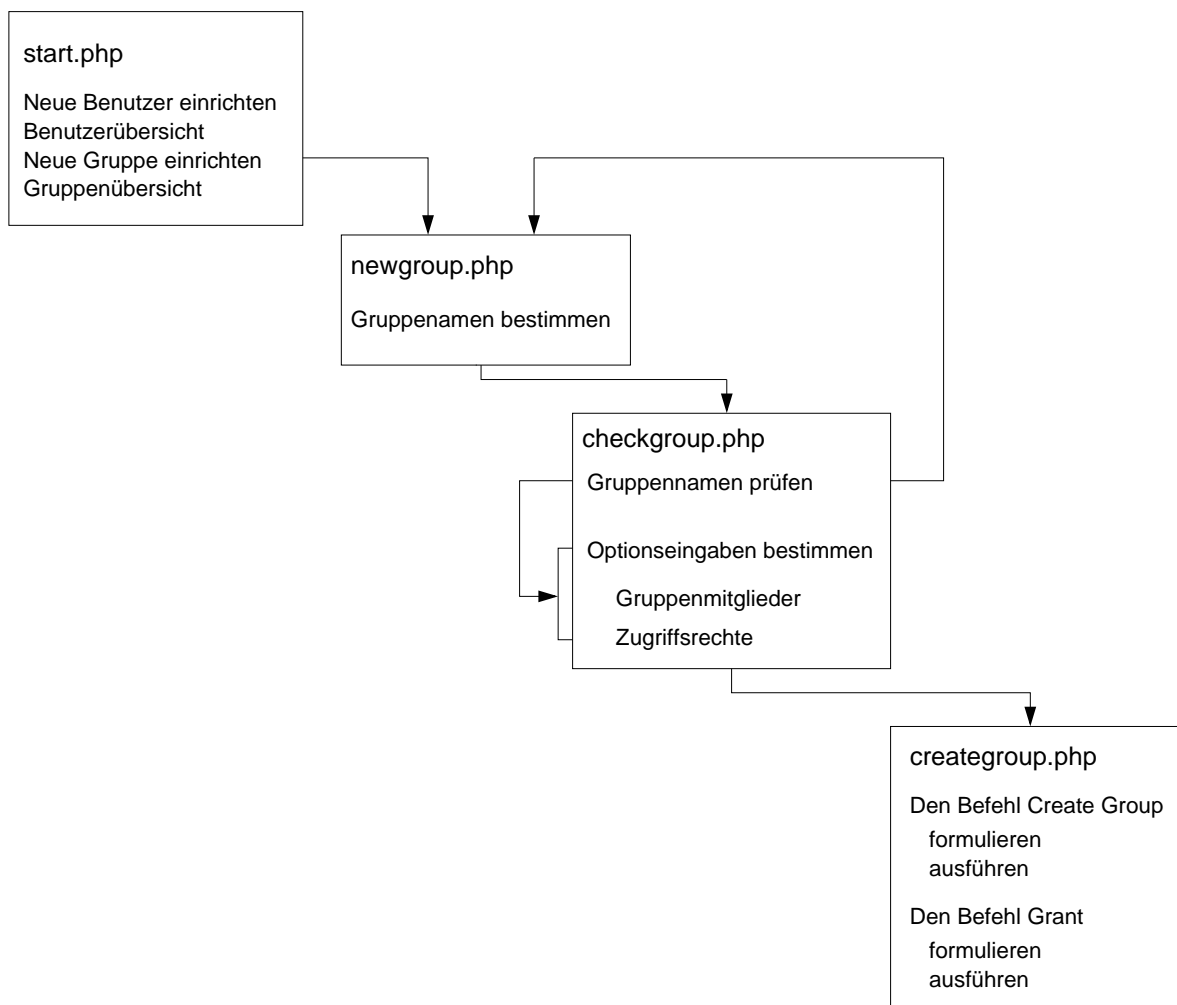 start.php
Neue Benutzer einrichten
Benutzerübersicht
Neue Gruppe einrichten
Gruppenübersicht
newgroup.php
Gruppenamen bestimmen
checkgroup.php
Gruppennamen prüfen
Optionseingaben bestimmen
Gruppenmitglieder
Zugriffsrechte
creategroup.php
Den Befehl Create Group
formulieren
ausführen
Den Befehl Grant
formulieren
ausführen